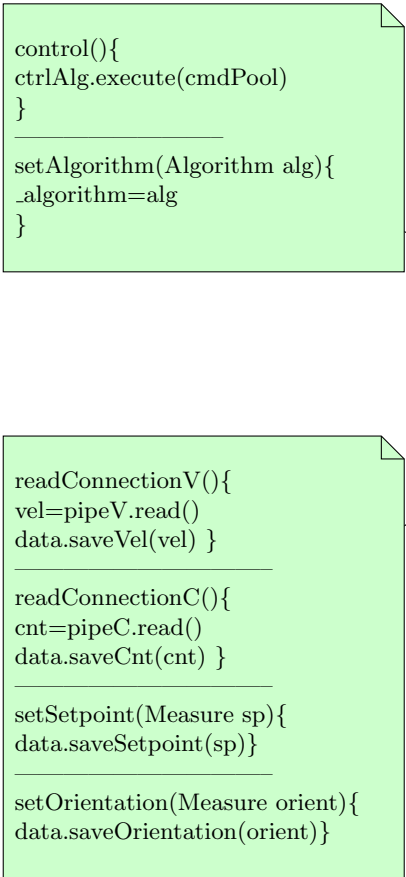 control(){
ctrlAlg.execute(cmdPool)
}
setAlgorithm(Algorithm alg){
_algorithm=alg
}
readConnectionV(){
vel=pipeV.read()
data.saveVel(vel) }
readConnectionC(){
cnt=pipeC.read()
data.saveCnt(cnt) }
setSetpoint(Measure sp){
data.saveSetpoint(sp)}
setOrientation(Measure orient){
data.saveOrientation(orient)}